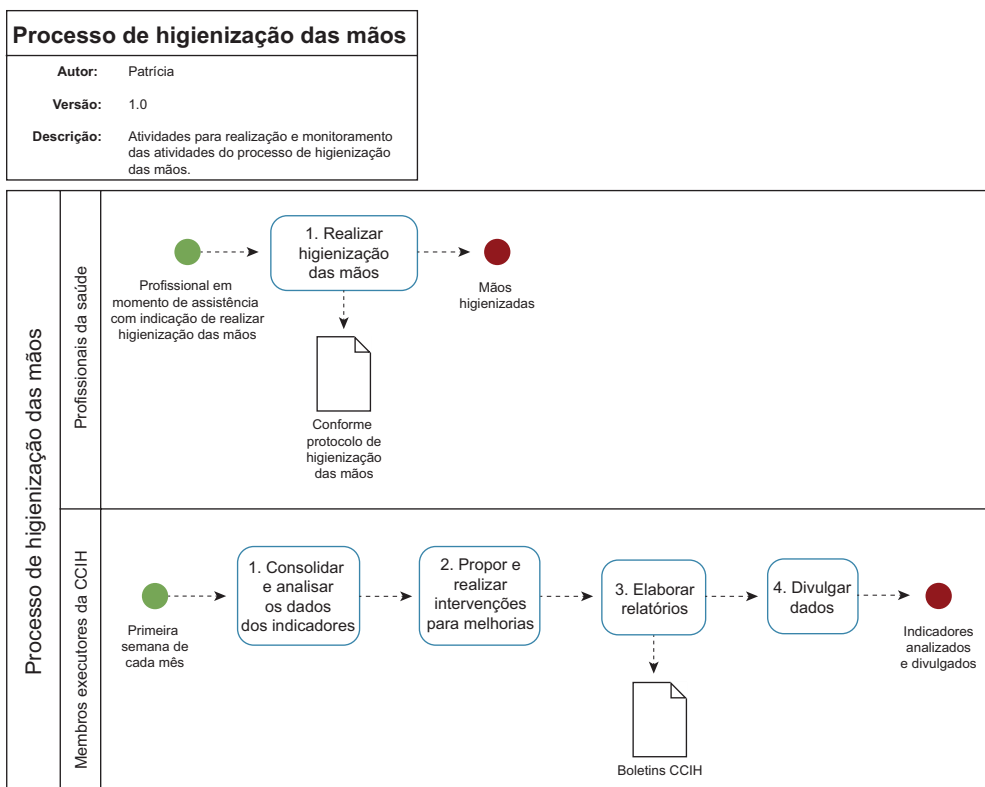 Processo de higienização das mãos
Autor: Patrícia
Versão: 1.0
Descrição: Atividades para realização e monitoramento
das atividades do processo de higienização
das mãos.
Processo de higienização das mãos
Profissionais da saúde
Profissional em
momento de assistência
com indicação de realizar
higienização das mãos
1. Realizar
higienização
das mãos
Mãos
higienizadas
Conforme
protocolo de
higienização
das mãos
Membros executores da CCIH
Primeira
semana de
cada mês
1. Consolidar
e analisar
os dados
dos indicadores
2. Propor e
realizar
intervenções
para melhorias
3. Elaborar
relatórios
Boletins CCIH
4. Divulgar
dados
Indicadores
analizados
e divulgados